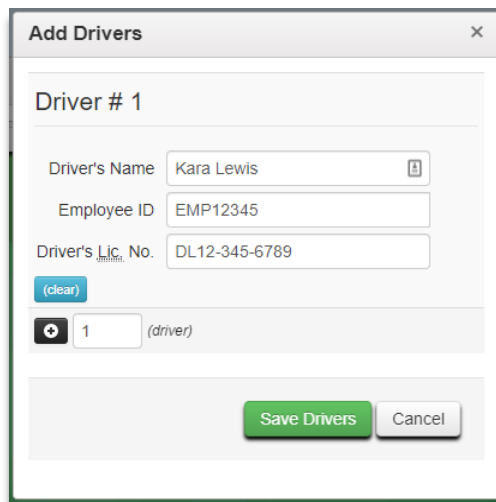 Add Drivers ×
Driver # 1
Driver's Name Kara Lewis
Employee ID EMP12345
Driver's Lic. No. DL12-345-6789
(clear)
1 (driver)
Save Drivers Cancel